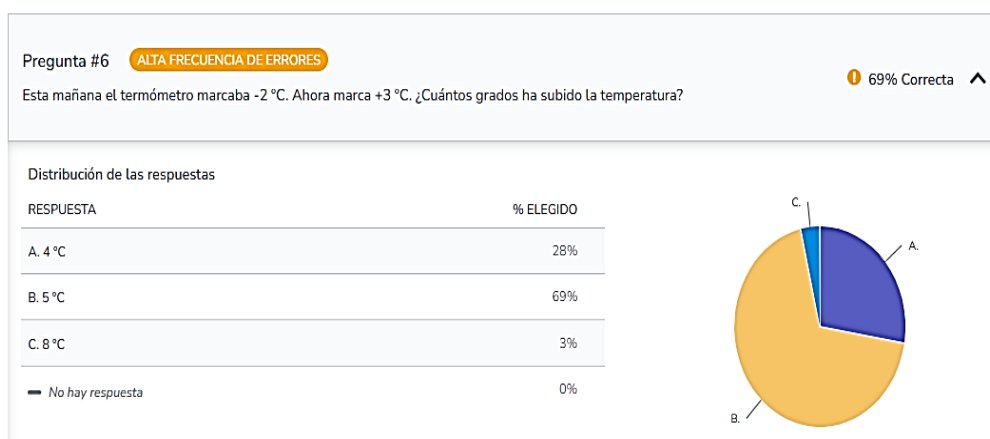 Pregunta #6 ALTA FRECUENCIA DE ERRORES
69% Correcta
Esta mañana el termómetro marcaba -2 °C. Ahora marca +3 °C. ¿Cuántos grados ha subido la temperatura?
Distribución de las respuestas
RESPUESTA % ELEGIDO
A. 4 °C 28%
B. 5 °C 69%
C. 8 °C 3%
No hay respuesta 0%
C.
A.
B.